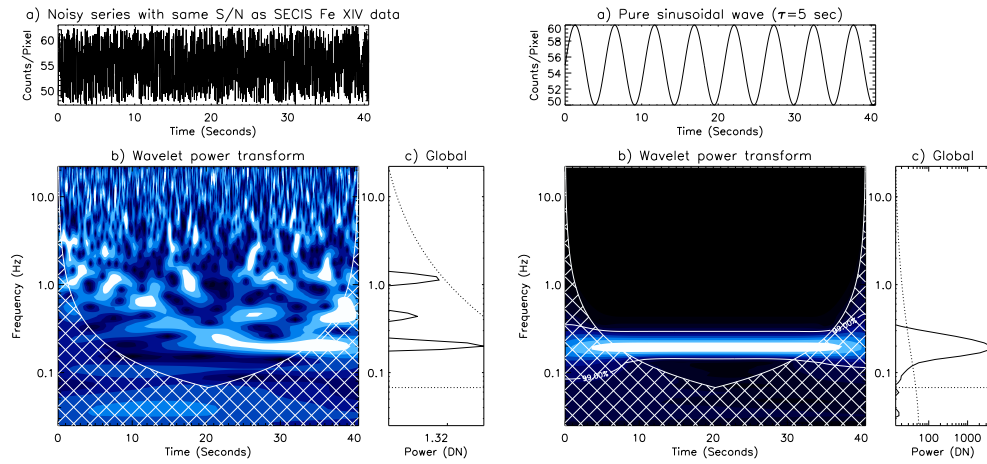 a) Noisy series with same S/N as SECIS Fe XIV data
Counts/Pixel
60
55
50
0 10 20 30 40
Time (Seconds)
b) Wavelet power transform
Frequency (Hz)
10.0
1.0
0.1
0 10 20 30 40
Time (Seconds)
c) Global
1.32
Power (DN)
a) Pure sinusoidal wave (τ=5 sec)
Counts/Pixel
60
58
56
54
52
50
0 10 20 30 40
Time (Seconds)
b) Wavelet power transform
Frequency (Hz)
10.0
1.0
0.1
99.00%
99.00%
0 10 20 30 40
Time (Seconds)
c) Global
100 1000
Power (DN)